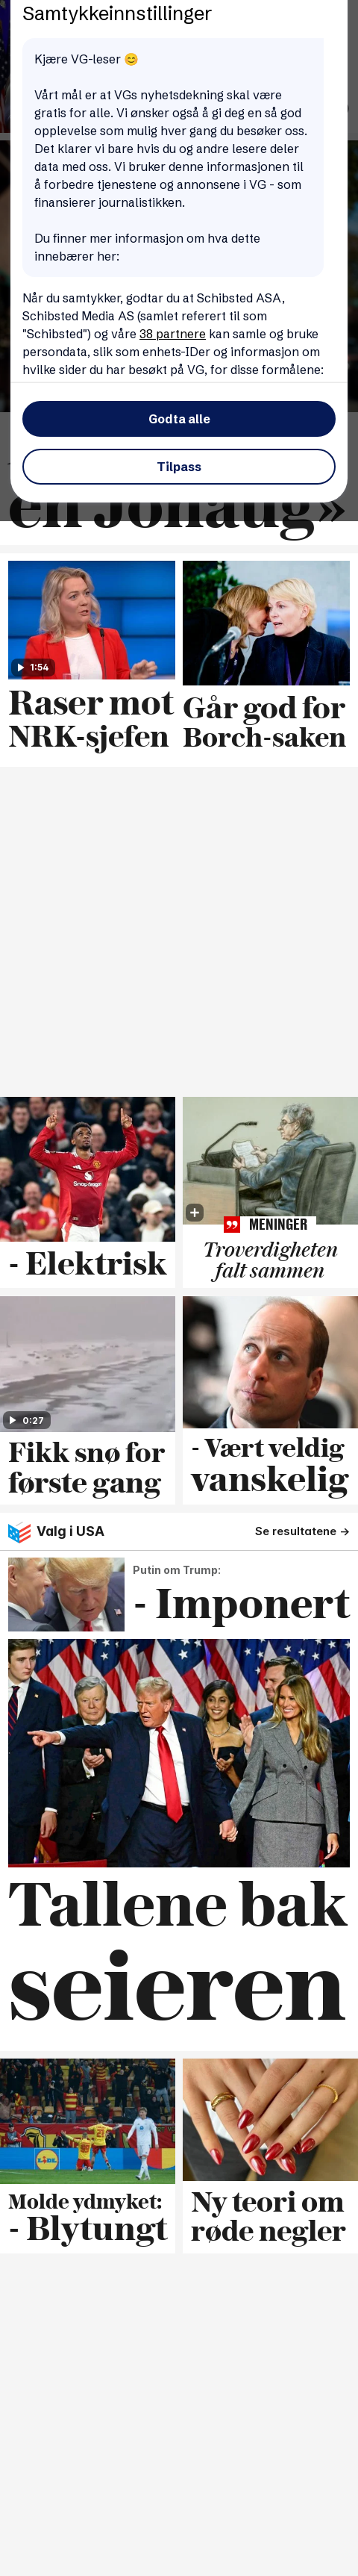 Samtykkeinnstillinger
Kjære VG-leser 😊
Vårt mål er at VGs nyhetsdekning skal være
gratis for alle. Vi ønsker også å gi deg en så god
opplevelse som mulig hver gang du besøker oss.
Det klarer vi bare hvis du og andre lesere deler
data med oss. Vi bruker denne informasjonen til
å forbedre tjenestene og annonsene i VG - som
finansierer journalistikken.
Du finner mer informasjon om hva dette
innebærer her:
Når du samtykker, godtar du at Schibsted ASA,
Schibsted Media AS (samlet referert til som
"Schibsted") og våre 38 partnere kan samle og bruke
persondata, slik som enhets-IDer og informasjon om
hvilke sider du har besøkt på VG, for disse formålene:
Godta alle
Tilpass
en Johaug»
1:54
Raser mot
NRK-sjefen
Går god for
Borch-saken
Snapdragon
- Elektrisk
MENINGER
Troverdigheten
falt sammen
0:27
Fikk snø for
første gang
- Vært veldig
vanskelig
Valg i USA
Se resultatene →
Putin om Trump:
- Imponert
Tallene bak
seieren
LIDL
Molde ydmyket:
- Blytungt
Ny teori om
røde negler